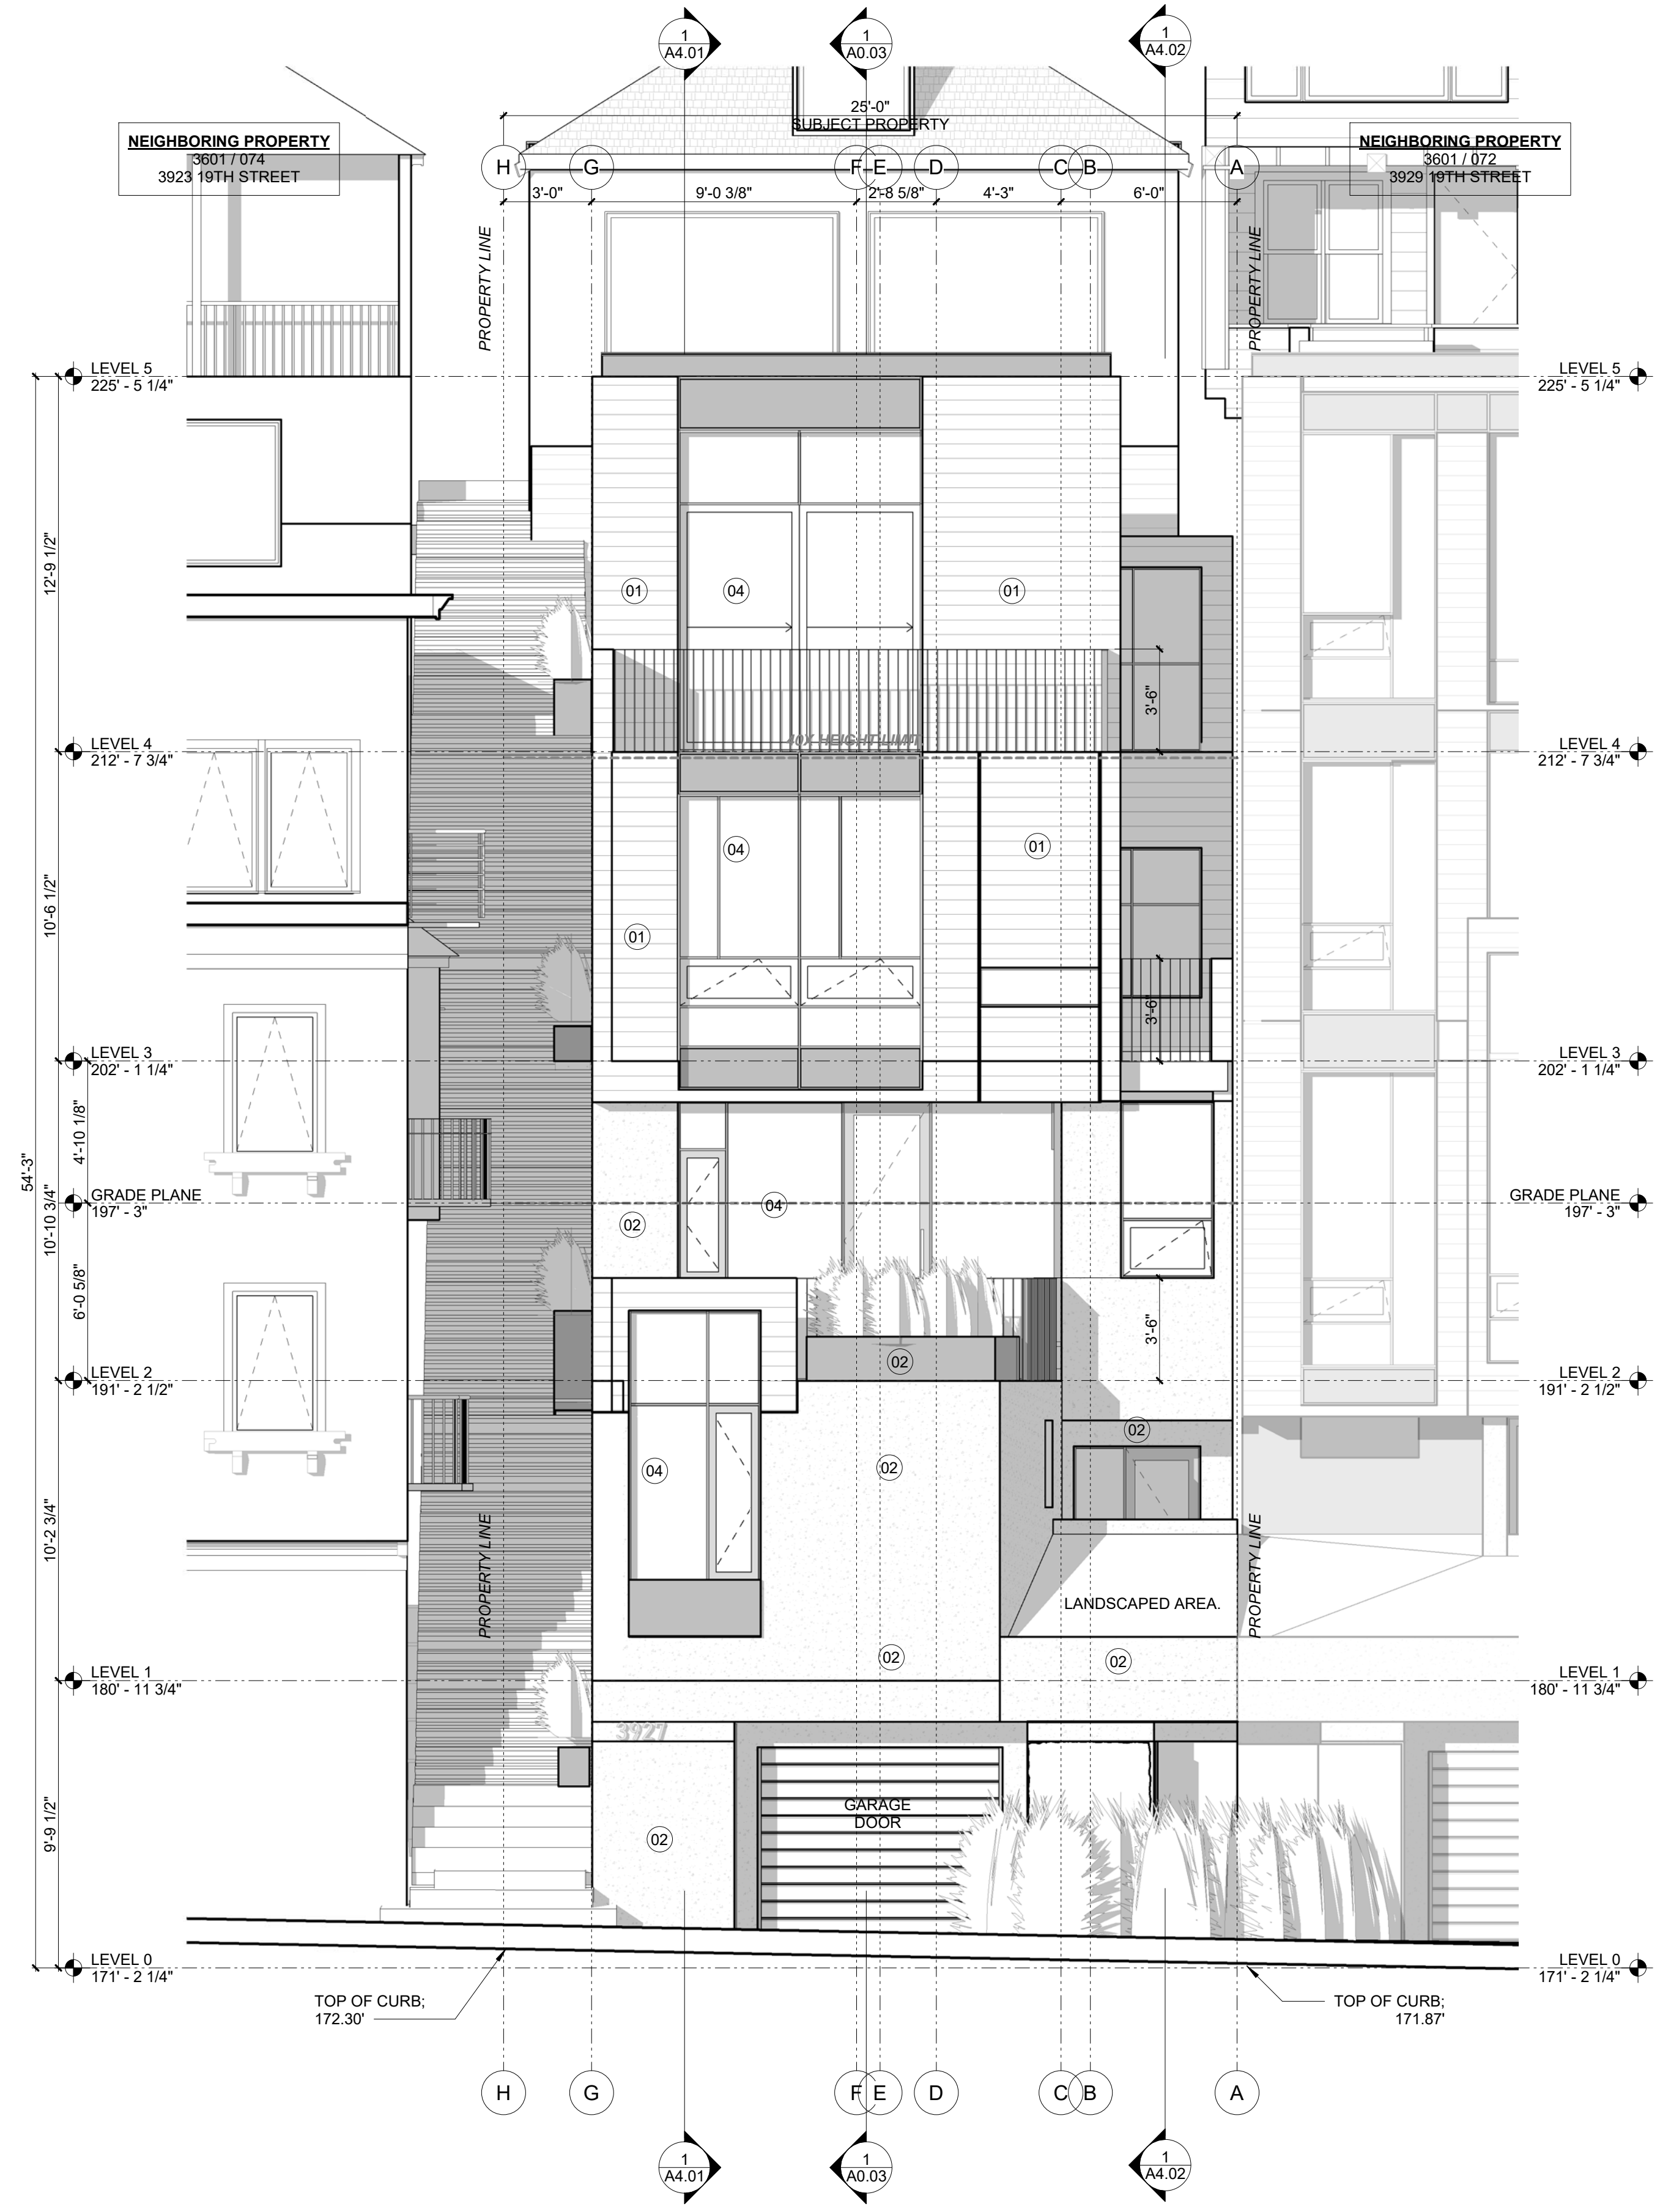 1
A4.01
1
A0.03
1
A4.02
25'-0"
SUBJECT PROPERTY
NEIGHBORING PROPERTY
3601 / 074
3923 19TH STREET
NEIGHBORING PROPERTY
3601 / 072
3929 19TH STREET
H G F E D C B A
3'-0" 9'-0 3/8" 2'-8 5/8" 4'-3" 6'-0"
PROPERTY LINE
PROPERTY LINE
LEVEL 5
225' - 5 1/4"
LEVEL 5
225' - 5 1/4"
12'-9 1/2"
01
04
01
3'-6"
40X HEIGHT LIMIT
LEVEL 4
212' - 7 3/4"
LEVEL 4
212' - 7 3/4"
10'-6 1/2"
04
01
01
3'-6"
LEVEL 3
202' - 1 1/4"
LEVEL 3
202' - 1 1/4"
4'-10 1/8"
54'-3"
10'-10 3/4"
GRADE PLANE
197' - 3"
GRADE PLANE
197' - 3"
04
02
6'-0 5/8"
3'-6"
02
LEVEL 2
191' - 2 1/2"
LEVEL 2
191' - 2 1/2"
02
04
02
10'-2 3/4"
PROPERTY LINE
PROPERTY LINE
LANDSCAPED AREA.
02
02
LEVEL 1
180' - 11 3/4"
LEVEL 1
180' - 11 3/4"
3927
9'-9 1/2"
GARAGE
DOOR
02
LEVEL 0
171' - 2 1/4"
LEVEL 0
171' - 2 1/4"
TOP OF CURB;
172.30'
TOP OF CURB;
171.87'
H G F E D C B A
1
A4.01
1
A0.03
1
A4.02